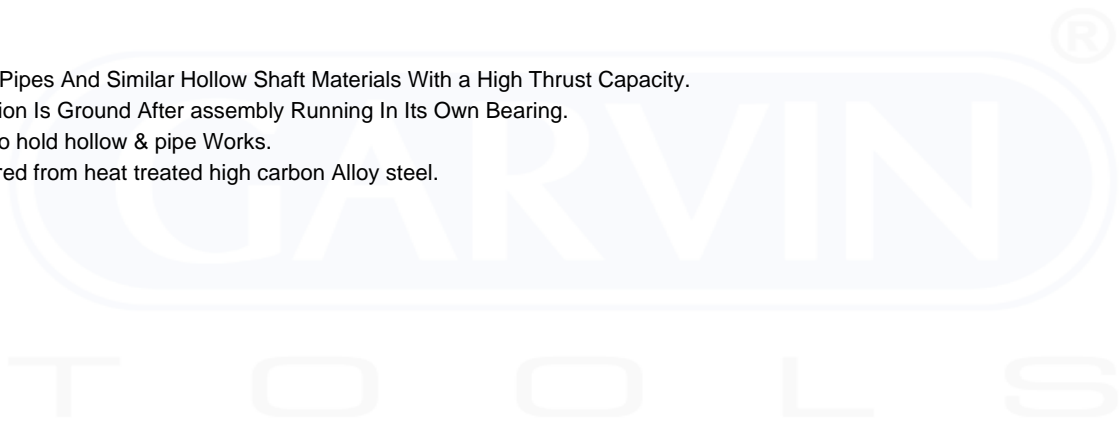 Pipes And Similar Hollow Shaft Materials With a High Thrust Capacity.
ion Is Ground After assembly Running In Its Own Bearing.
o hold hollow & pipe Works.
red from heat treated high carbon Alloy steel.
GARVIN
®
TOOLS